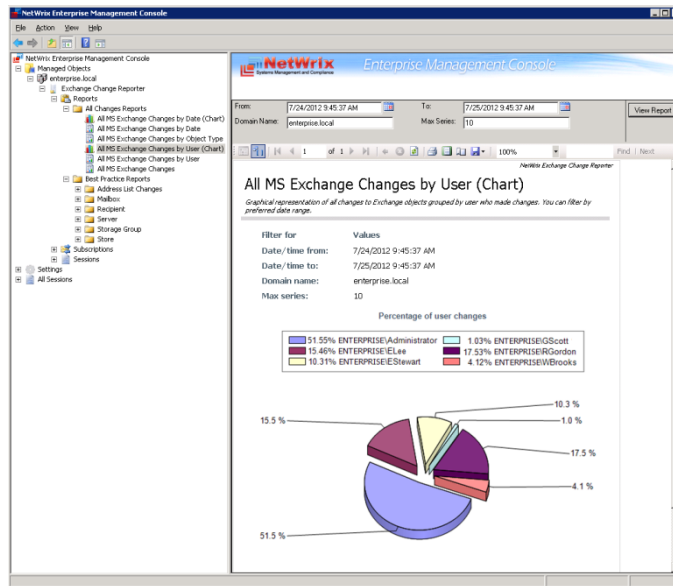 NetWrix Enterprise Management Console
File Action View Help
NetWrix Enterprise Management Console
Managed Objects
enterprise.local
Exchange Change Reporter
Reports
All Changes Reports
All MS Exchange Changes by Date (Chart)
All MS Exchange Changes by Date
All MS Exchange Changes by Object Type
All MS Exchange Changes by User (Chart)
All MS Exchange Changes by User
All MS Exchange Changes
Best Practice Reports
Address List Changes
Mailbox
Recipient
Server
Storage Group
Store
Subscriptions
Sessions
Settings
All Sessions
NetWrix Enterprise Management Console
Systems Management and Compliance
From: 7/24/2012 9:45:37 AM To: 7/25/2012 9:45:37 AM View Report
Domain Name: enterprise.local Max Series: 10
1 of 1 100% Find | Next
NetWrix Exchange Change Reporter
All MS Exchange Changes by User (Chart)
Graphical representation of all changes to Exchange objects grouped by user who made changes. You can filter by
preferred date range.
Filter for Values
Date/time from: 7/24/2012 9:45:37 AM
Date/time to: 7/25/2012 9:45:37 AM
Domain name: enterprise.local
Max series: 10
Percentage of user changes
51.55% ENTERPRISE\Administrator 1.03% ENTERPRISE\GScott
15.46% ENTERPRISE\ELee 17.53% ENTERPRISE\RGordon
10.31% ENTERPRISE\EStewart 4.12% ENTERPRISE\WBrooks
10.3 %
15.5 % 1.0 %
17.5 %
4.1 %
51.5 %